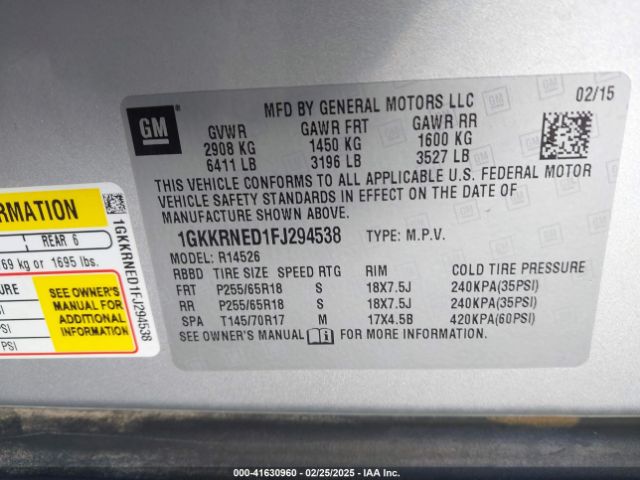 GM
MFD BY GENERAL MOTORS LLC 02/15
GVWR GAWR FRT GAWR RR
2908 KG 1450 KG 1600 KG
6411 LB 3196 LB 3527 LB
THIS VEHICLE CONFORMS TO ALL APPLICABLE U.S. FEDERAL MOTOR
VEHICLE SAFETY STANDARDS IN EFFECT ON THE DATE OF
MANUFACTURE SHOWN ABOVE.
1GKKRNED1FJ294538 TYPE: M.P.V.
MODEL: R14526
RBBD TIRE SIZE SPEED RTG RIM COLD TIRE PRESSURE
FRT P255/65R18 S 18X7.5J 240KPA(35PSI)
RR P255/65R18 S 18X7.5J 240KPA(35PSI)
SPA T145/70R17 M 17X4.5B 420KPA(60PSI)
SEE OWNER'S MANUAL FOR MORE INFORMATION.
REAR 6
69 kg or 1695 lbs.
SEE OWNER'S
MANUAL FOR
ADDITIONAL
INFORMATION
PSI
PSI
1GKKRNED1FJ294538
000-41630960 - 02/25/2025 - IAA LLC